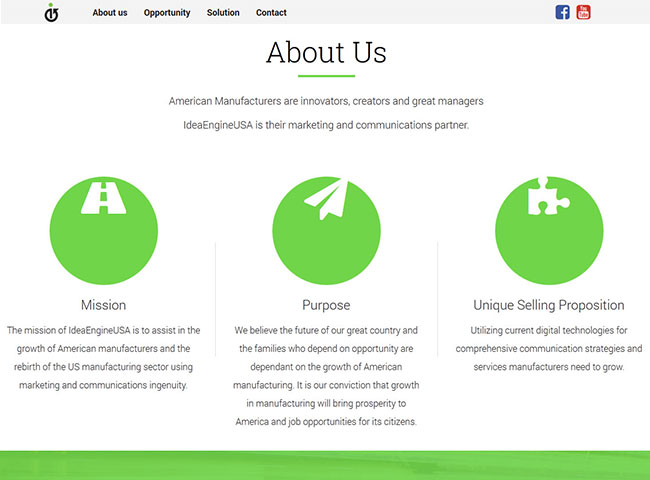 About us Opportunity Solution Contact
You Tube
About Us
American Manufacturers are innovators, creators and great managers
IdeaEngineUSA is their marketing and communications partner.
Mission
The mission of IdeaEngineUSA is to assist in the
growth of American manufacturers and the
rebirth of the US manufacturing sector using
marketing and communications ingenuity.
Purpose
We believe the future of our great country and
the families who depend on opportunity are
dependant on the growth of American
manufacturing. It is our conviction that growth
in manufacturing will bring prosperity to
America and job opportunities for its citizens.
Unique Selling Proposition
Utilizing current digital technologies for
comprehensive communication strategies and
services manufacturers need to grow.